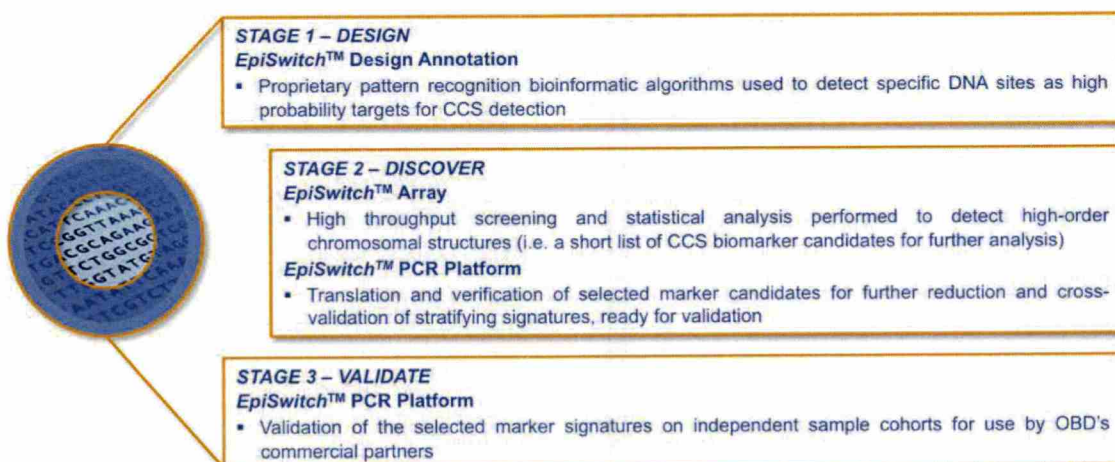 STAGE 1 – DESIGN
EpiSwitch™ Design Annotation
▪ Proprietary pattern recognition bioinformatic algorithms used to detect specific DNA sites as high
probability targets for CCS detection
STAGE 2 – DISCOVER
EpiSwitch™ Array
▪ High throughput screening and statistical analysis performed to detect high-order
chromosomal structures (i.e. a short list of CCS biomarker candidates for further analysis)
EpiSwitch™ PCR Platform
▪ Translation and verification of selected marker candidates for further reduction and cross-
validation of stratifying signatures, ready for validation
STAGE 3 – VALIDATE
EpiSwitch™ PCR Platform
▪ Validation of the selected marker signatures on independent sample cohorts for use by OBD's
commercial partners